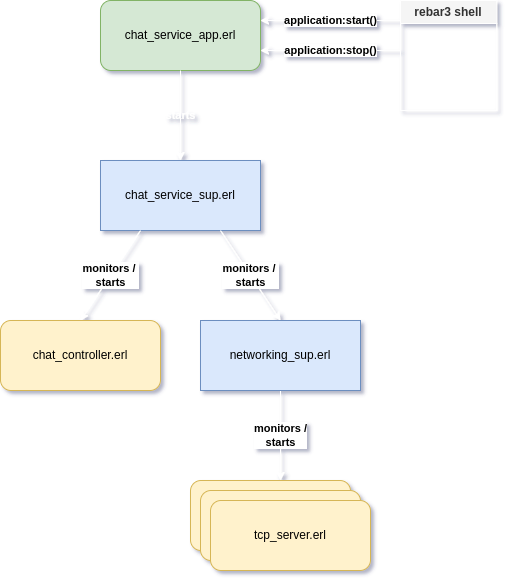 rebar3 shell
chat_service_app.erl
application:start()
application:stop()
starts
chat_service_sup.erl
monitors /
starts
monitors /
starts
chat_controller.erl
networking_sup.erl
monitors /
starts
tcp_server.erl